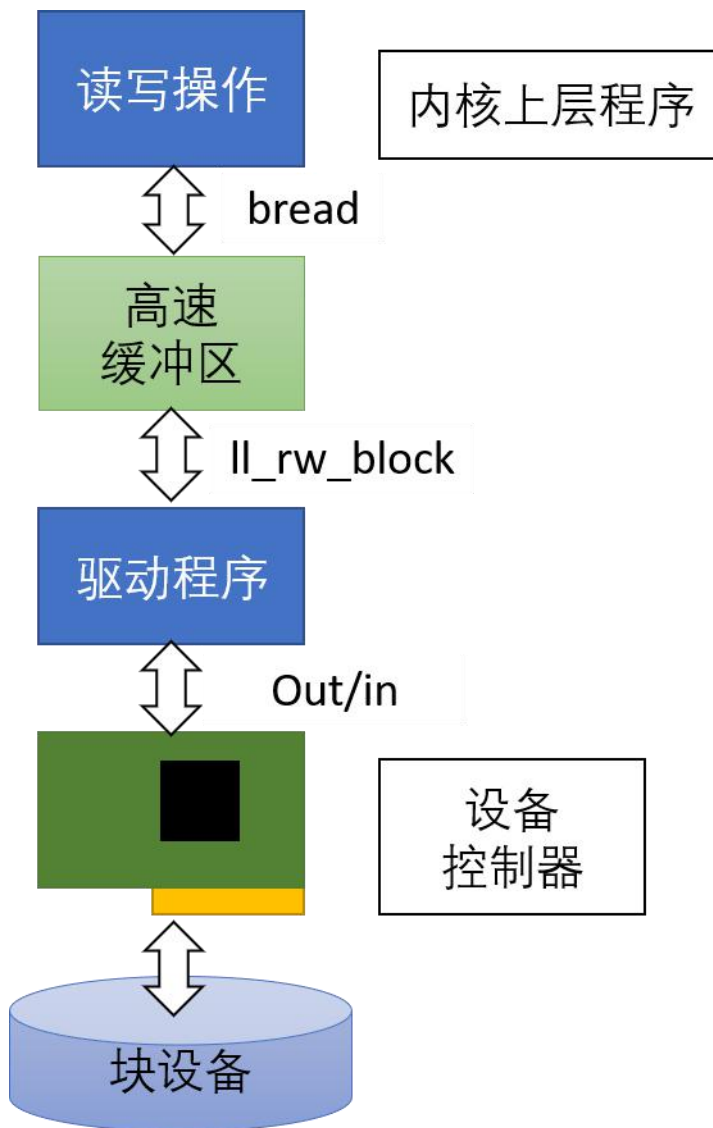 读写操作
内核上层程序
bread
高速
缓冲区
ll_rw_block
驱动程序
Out/in
设备
控制器
块设备